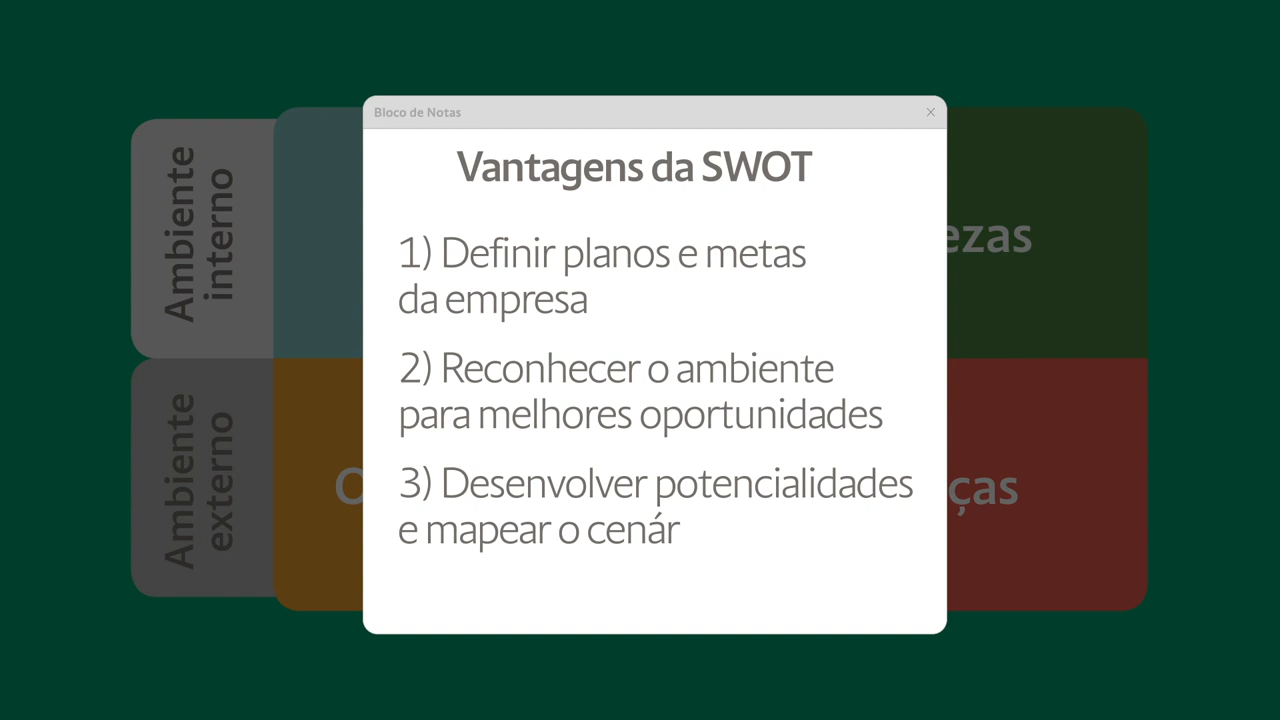 Bloco de Notas
Vantagens da SWOT
1) Definir planos e metas
da empresa
2) Reconhecer o ambiente
para melhores oportunidades
3) Desenvolver potencialidades
e mapear o cenár
Ambiente
interno
ezas
Ambiente
externo
O
ças